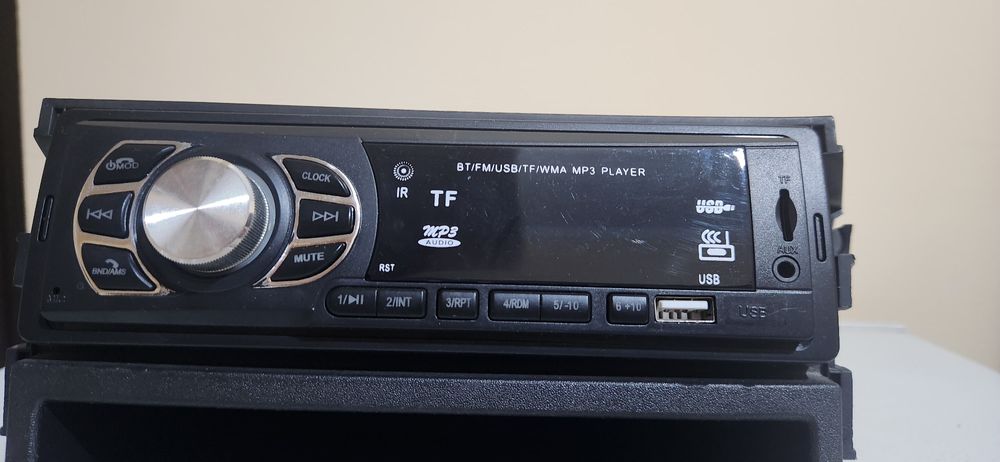 MOD
CLOCK
MUTE
BND/AMS
BT/FM/USB/TF/WMA MP3 PLAYER
IR
TF
MP3
AUDIO
RST
USB
USB
TF
AUX
1/
2/INT
3/RPT
4/RDM
5/-10
6 +10
USB